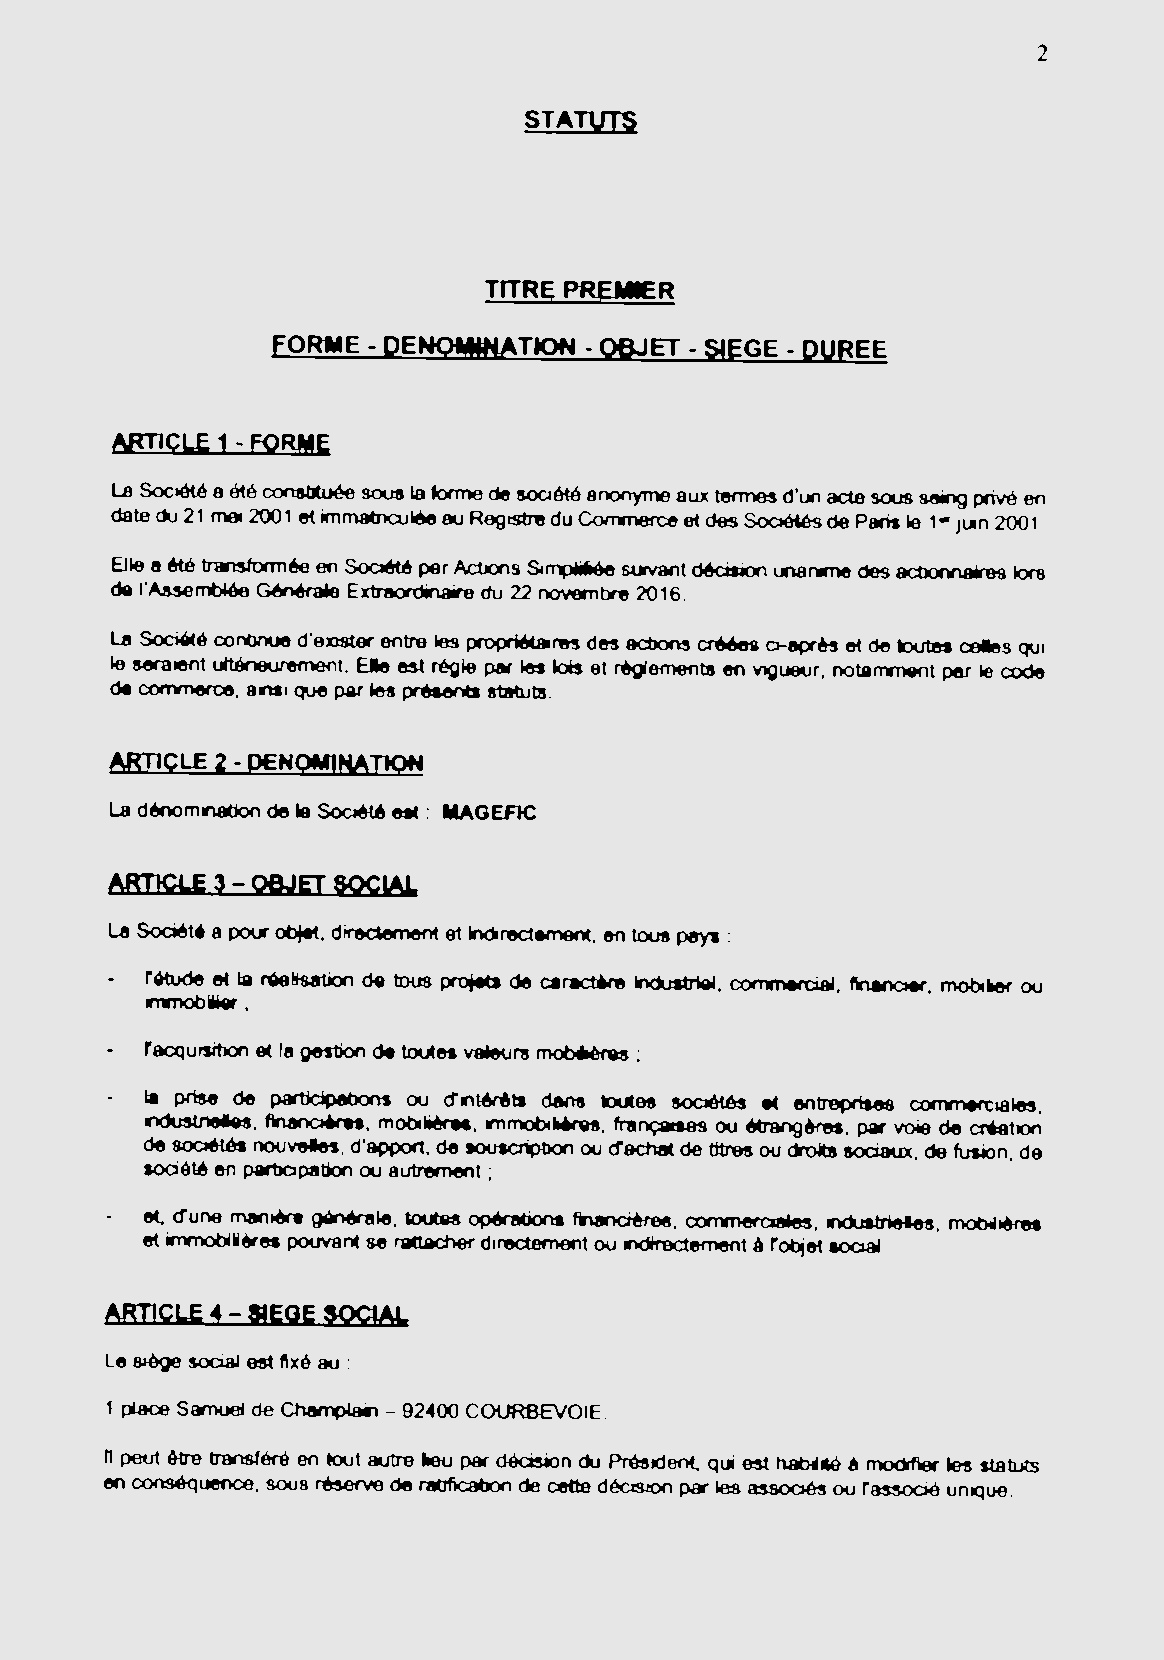 2
STATUTS
TITRE PREMIER
FORME - DENOMINATION - OBJET - SIEGE - DUREE
ARTICLE 1 - FORME
La Société a été constituée sous la forme de société anonyme aux termes d'un acte sous seing privé en
date du 21 mai 2001 et immatriculée au Registre du Commerce et des Sociétés de Paris le 1er juin 2001
Elle a été transformée en Société par Actions Simplifiée suivant décision unanime des actionnaires lors
de l'Assemblée Générale Extraordinaire du 22 novembre 2016.
La Société continue d'exister entre les propriétaires des actions créées ci-après et de toutes celles qui
le seraient ultérieurement. Elle est régie par les lois et règlements en vigueur, notamment par le code
de commerce, ainsi que par les présents statuts.
ARTICLE 2 - DENOMINATION
La dénomination de la Société est : MAGEFIC
ARTICLE 3 – OBJET SOCIAL
La Société a pour objet, directement et indirectement, en tous pays :
- l'étude et la réalisation de tous projets de caractère industriel, commercial, financier, mobilier ou
immobilier ,
- l'acquisition et la gestion de toutes valeurs mobilières ;
- la prise de participations ou d'intérêts dans toutes sociétés et entreprises commerciales,
industrielles, financières, mobilières, immobilières, françaises ou étrangères, par voie de création
de sociétés nouvelles, d'apport, de souscription ou d'achat de titres ou droits sociaux, de fusion, de
société en participation ou autrement ;
- et, d'une manière générale, toutes opérations financières, commerciales, industrielles, mobilières
et immobilières pouvant se rattacher directement ou indirectement à l'objet social
ARTICLE 4 – SIEGE SOCIAL
Le siège social est fixé au :
1 place Samuel de Champlain – 92400 COURBEVOIE.
Il peut être transféré en tout autre lieu par décision du Président, qui est habilité à modifier les statuts
en conséquence, sous réserve de ratification de cette décision par les associés ou l'associé unique.